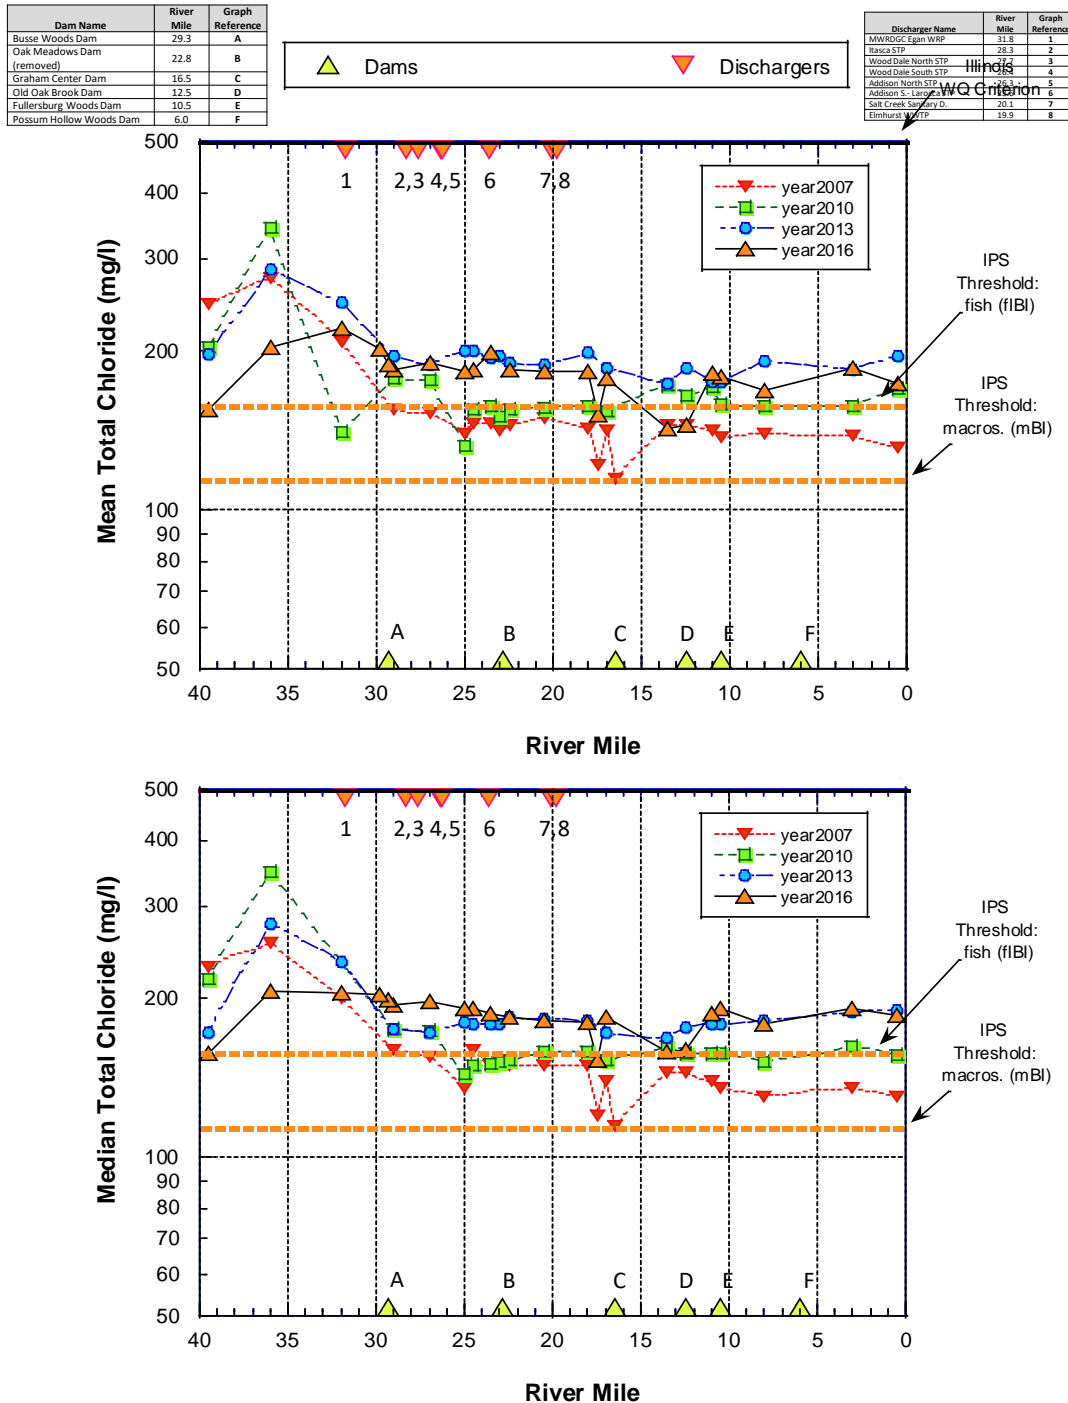 Dam Name River Mile Graph Reference
Busse Woods Dam 29.3 A
Oak Meadows Dam (removed) 22.8 B
Graham Center Dam 16.5 C
Old Oak Brook Dam 12.5 D
Fullersburg Woods Dam 10.5 E
Possum Hollow Woods Dam 6.0 F
Dams Dischargers
Discharger Name River Mile Graph Reference
MWRDGC Egan WRP 31.8 1
Itasca STP 28.3 2
Wood Dale North STP 3
Wood Dale South STP 4
Addison North STP 26.3 5
Addison S.- 6
Salt Creek Sanitary D. 20.1 7
Elmhurst WWTP 19.9 8
Illinois
WQ Criterion
500
400
300
200
100
90
80
70
60
50
Mean Total Chloride (mg/l)
1 2,3 4,5 6 7,8
year2007
year2010
year2013
year2016
IPS
Threshold:
fish (fIBI)
IPS
Threshold:
macros. (mBI)
A B C D E F
40 35 30 25 20 15 10 5 0
River Mile
500
400
300
200
100
90
80
70
60
50
Median Total Chloride (mg/l)
1 2,3 4,5 6 7,8
year2007
year2010
year2013
year2016
IPS
Threshold:
fish (fIBI)
IPS
Threshold:
macros. (mBI)
A B C D E F
40 35 30 25 20 15 10 5 0
River Mile